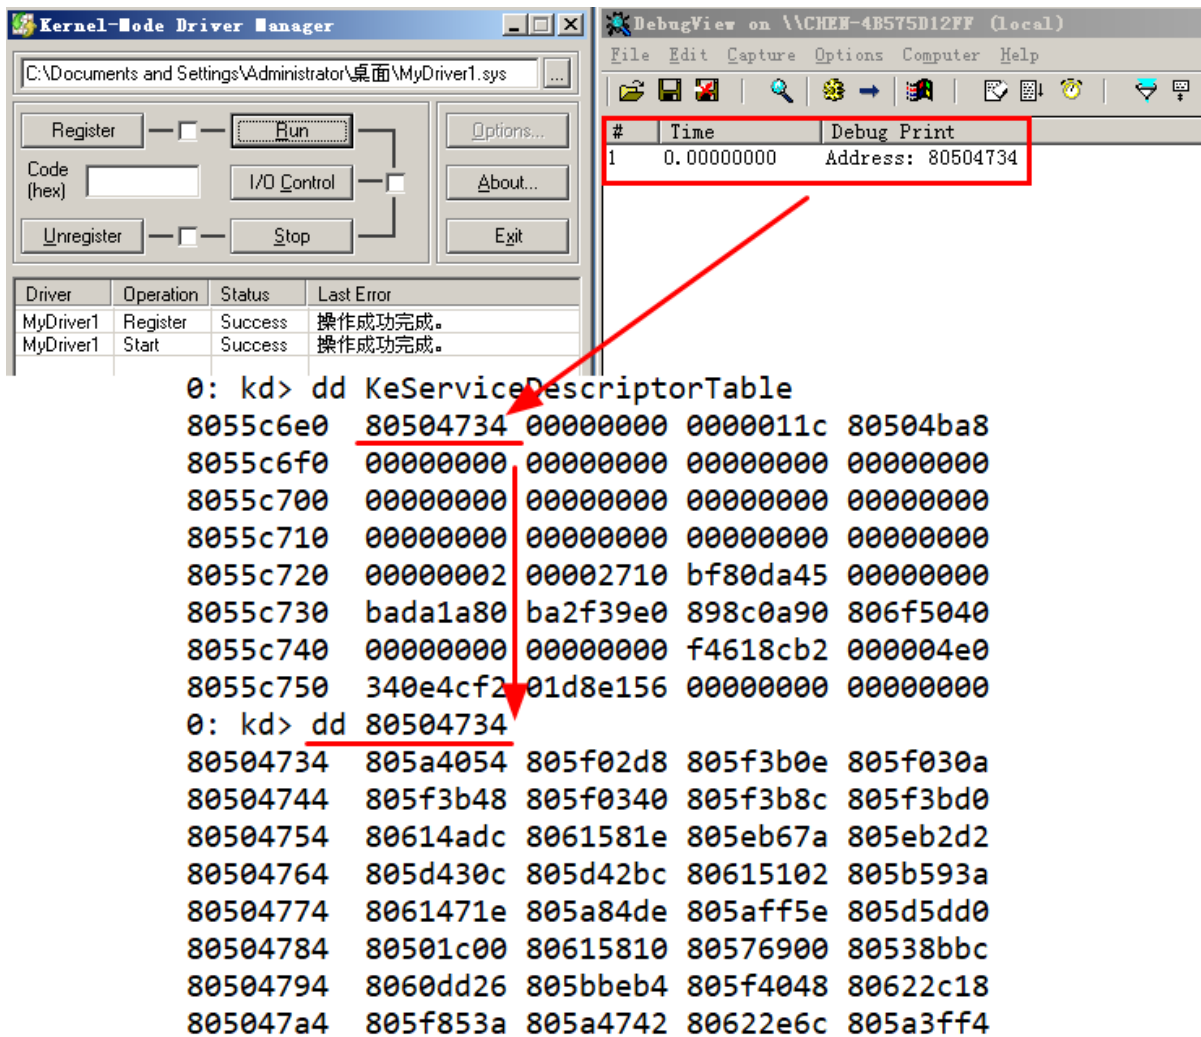 Kernel-Mode Driver Manager
C:\Documents and Settings\Administrator\桌面\MyDriver1.sys ...
Register Run Options...
Code (hex) I/O Control About...
Unregister Stop Exit
Driver Operation Status Last Error
MyDriver1 Register Success 操作成功完成。
MyDriver1 Start Success 操作成功完成。
DebugView on \\CHEN-4B575D12FF (local)
File Edit Capture Options Computer Help
# Time Debug Print
1 0.00000000 Address: 80504734
0: kd> dd KeServiceDescriptorTable
8055c6e0 80504734 00000000 0000011c 80504ba8
8055c6f0 00000000 00000000 00000000 00000000
8055c700 00000000 00000000 00000000 00000000
8055c710 00000000 00000000 00000000 00000000
8055c720 00000002 00002710 bf80da45 00000000
8055c730 bada1a80 ba2f39e0 898c0a90 806f5040
8055c740 00000000 00000000 f4618cb2 000004e0
8055c750 340e4cf2 01d8e156 00000000 00000000
0: kd> dd 80504734
80504734 805a4054 805f02d8 805f3b0e 805f030a
80504744 805f3b48 805f0340 805f3b8c 805f3bd0
80504754 80614adc 8061581e 805eb67a 805eb2d2
80504764 805d430c 805d42bc 80615102 805b593a
80504774 8061471e 805a84de 805aff5e 805d5dd0
80504784 80501c00 80615810 80576900 80538bbc
80504794 8060dd26 805bbeb4 805f4048 80622c18
805047a4 805f853a 805a4742 80622e6c 805a3ff4